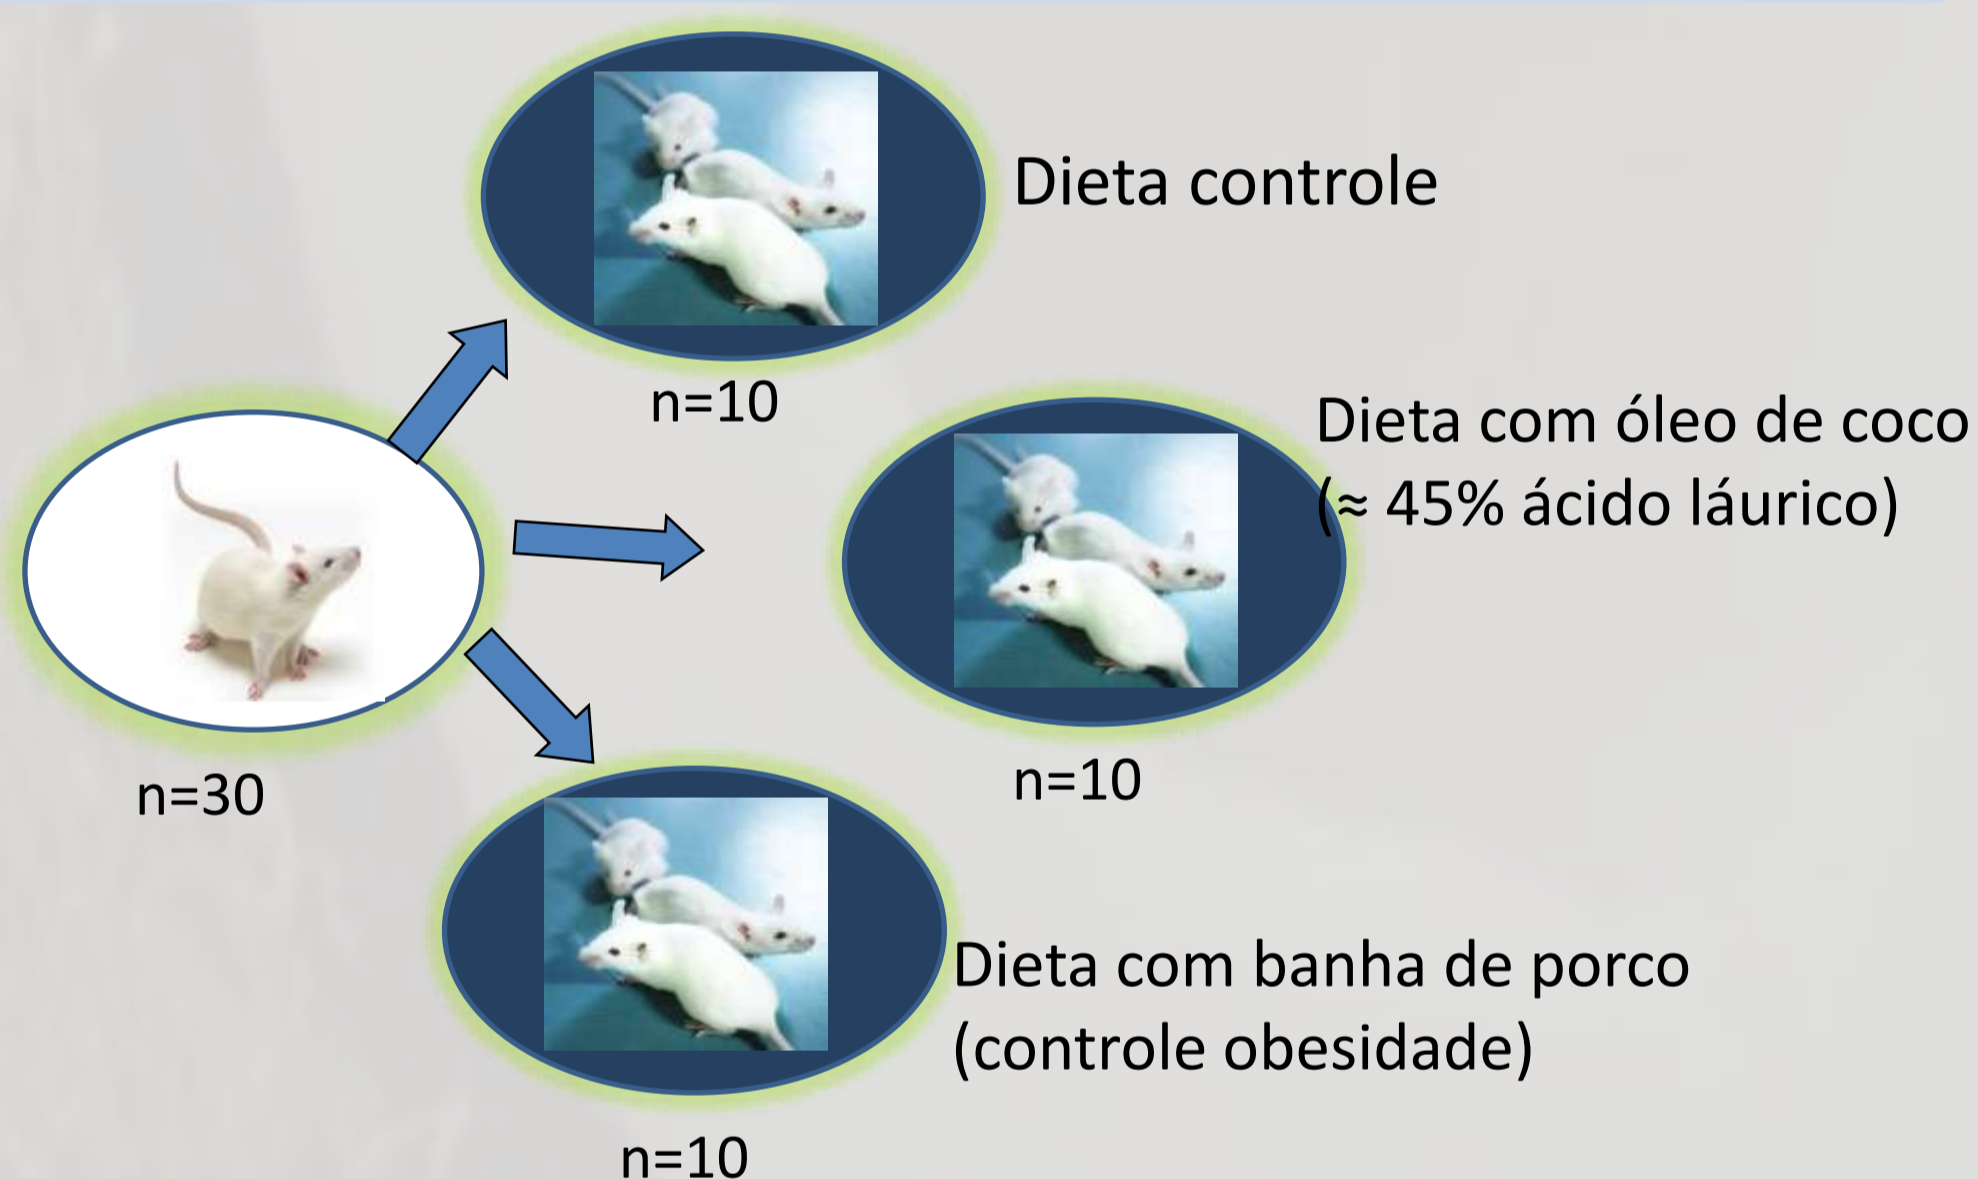 Dieta controle
n=10
Dieta com óleo de coco
(≈ 45% ácido láurico)
n=10
n=30
Dieta com banha de porco
(controle obesidade)
n=10